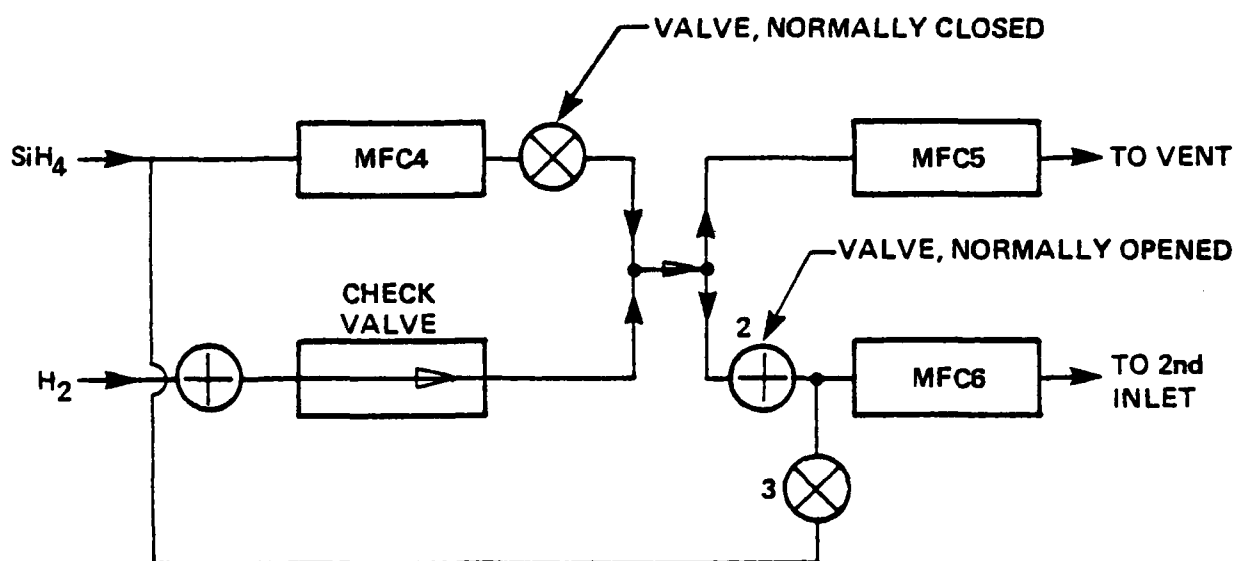 VALVE, NORMALLY CLOSED
SiH4
MFC4
MFC5
TO VENT
VALVE, NORMALLY OPENED
CHECK
VALVE
2
H2
MFC6
TO 2nd
INLET
3